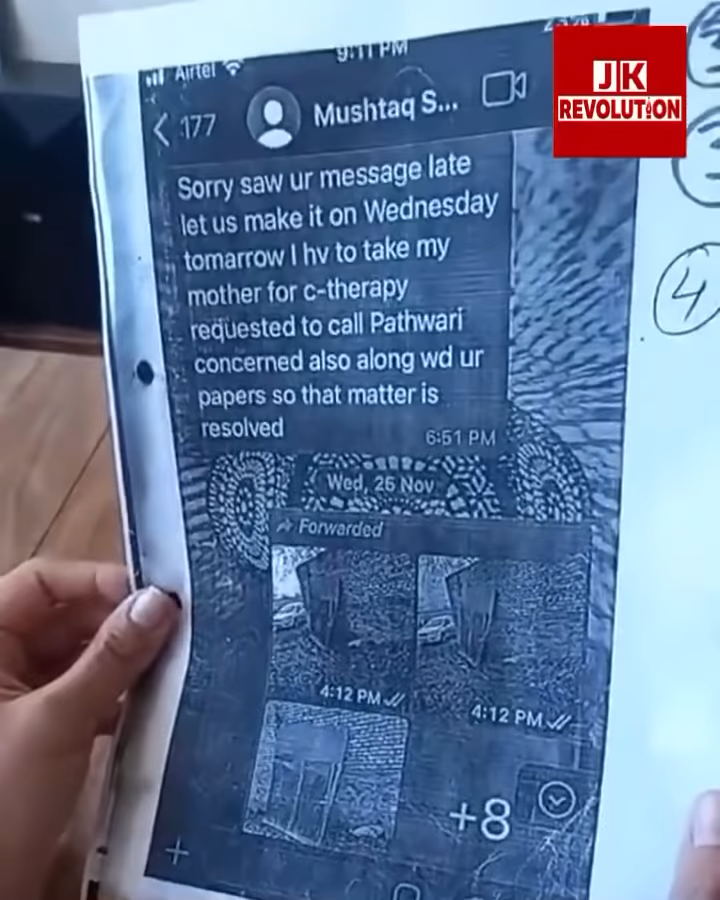 JK
REVOLUTION
Airtel
9:11 PM
177
Mushtaq S...
Sorry saw ur message late
let us make it on Wednesday
tomarrow I hv to take my
mother for c-therapy
requested to call Pathwari
concerned also along wd ur
papers so that matter is
resolved
6:51 PM
Wed, 26 Nov
Forwarded
4:12 PM
4:12 PM
+8
4